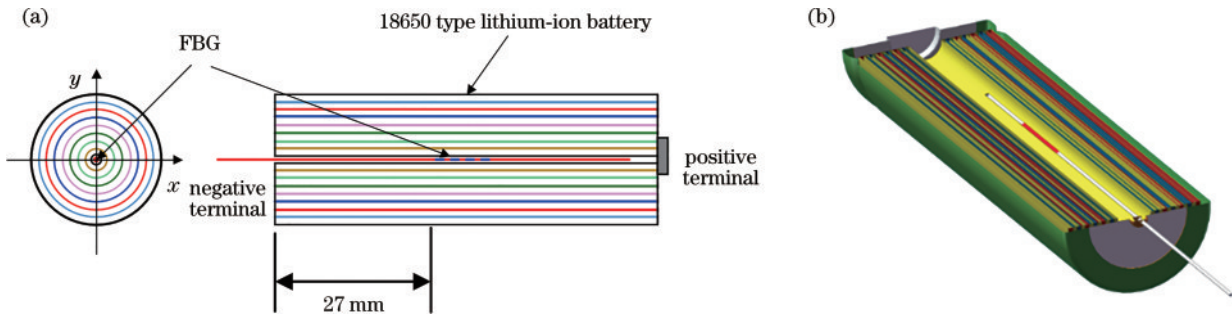 (a)
18650 type lithium-ion battery
FBG
y
x
negative
terminal
positive
terminal
27 mm
(b)